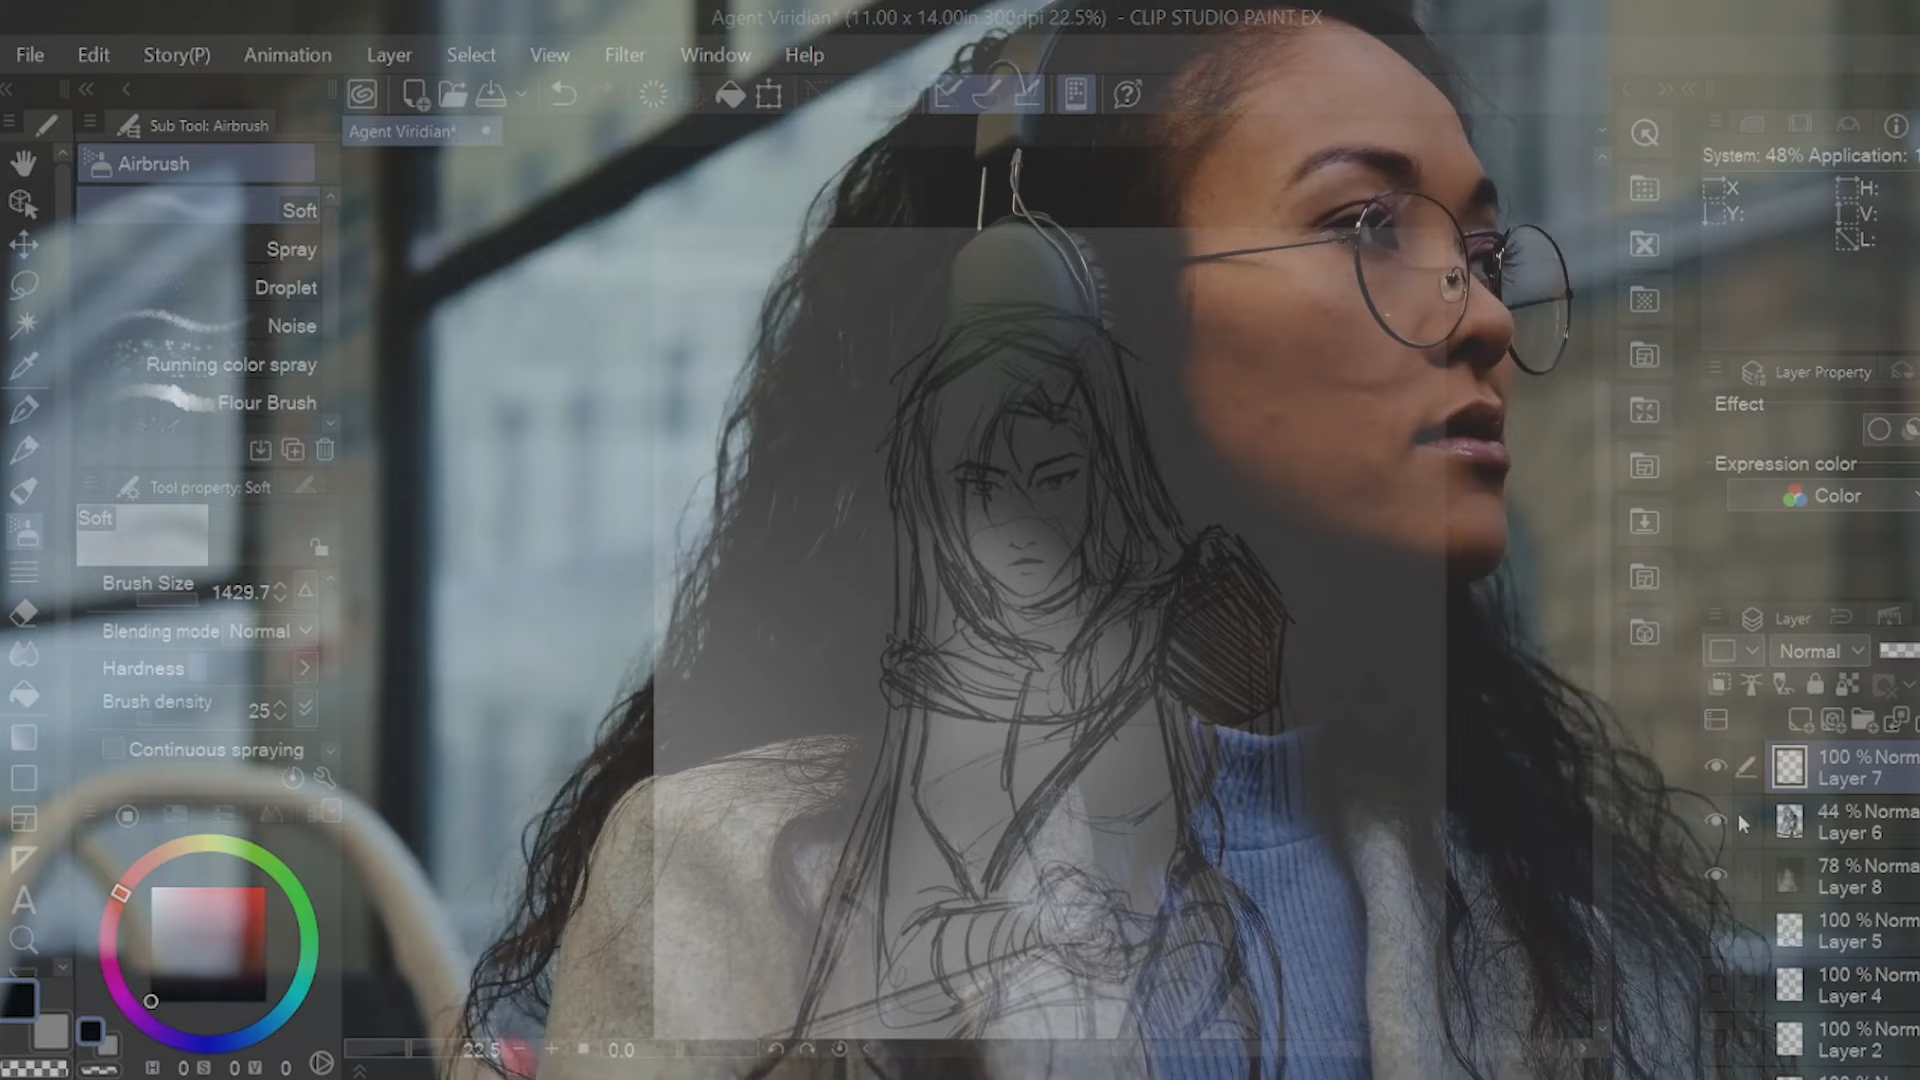 Agent Viridian* (11.00 x 14.00in 300dpi 22.5%) - CLIP STUDIO PAINT EX
File Edit Story(P) Animation Layer Select View Filter Window Help
Sub Tool: Airbrush
Agent Viridian*
Airbrush
Soft
Spray
Droplet
Noise
Running color spray
Flour Brush
Tool property: Soft
Soft
Brush Size 1429.7
Blending mode Normal
Hardness
Brush density 25
Continuous spraying
H 0 S 0 V 0
22.5 0.0
System: 48% Application: 1
X H:
Y: V:
L:
Layer Property
Effect
Expression color
Color
Layer
Normal
100 % Norm
Layer 7
44 % Norma
Layer 6
78 % Norma
Layer 8
100 % Norm
Layer 5
100 % Norm
Layer 4
100 % Norm
Layer 2